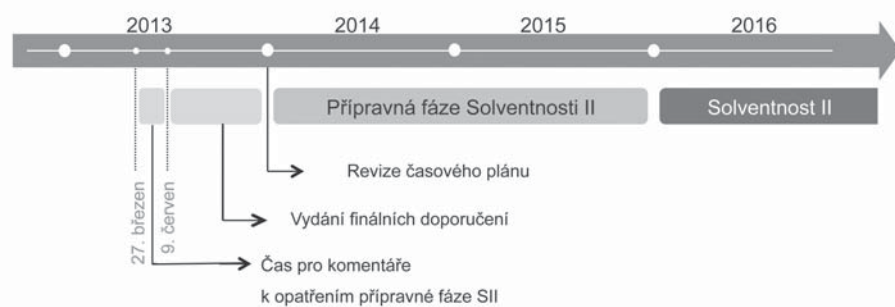 2013 2014 2015 2016
Přípravná fáze Solventnosti II
Solventnost II
27. březen
9. červen
Revize časového plánu
Vydání finálních doporučení
Čas pro komentáře
k opatřením přípravné fáze SII